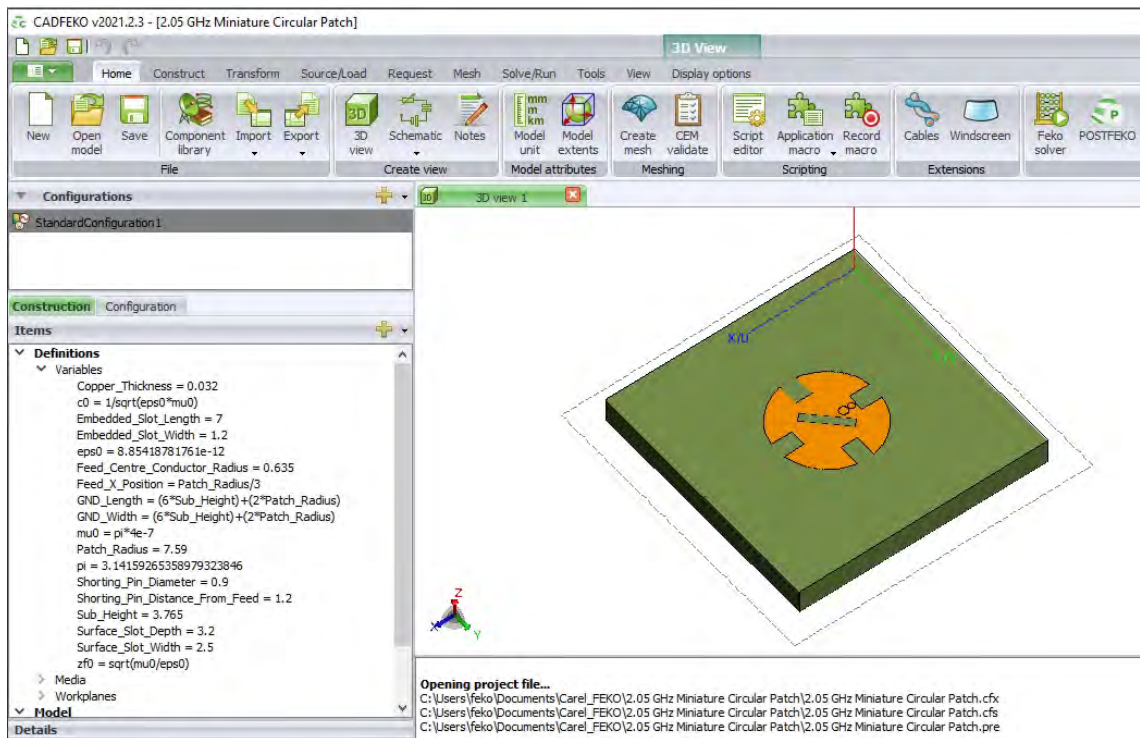 CADFEKO v2021.2.3 - [2.05 GHz Miniature Circular Patch]
3D View
Home Construct Transform Source/Load Request Mesh Solve/Run Tools View Display options
New Open model Save Component library Import Export 3D view Schematic Notes Model unit Model extents Create mesh CEM validate Script editor Application macro Record macro Cables Windscreen Feko solver POSTFEKO
File Create view Model attributes Meshing Scripting Extensions
Configurations
3D view 1
StandardConfiguration1
Construction Configuration
Items
Definitions
Variables
Copper_Thickness = 0.032
c0 = 1/sqrt(eps0*mu0)
Embedded_Slot_Length = 7
Embedded_Slot_Width = 1.2
eps0 = 8.85418781761e-12
Feed_Centre_Conductor_Radius = 0.635
Feed_X_Position = Patch_Radius/3
GND_Length = (6*Sub_Height)+(2*Patch_Radius)
GND_Width = (6*Sub_Height)+(2*Patch_Radius)
mu0 = pi*4e-7
Patch_Radius = 7.59
pi = 3.14159265358979323846
Shorting_Pin_Diameter = 0.9
Shorting_Pin_Distance_From_Feed = 1.2
Sub_Height = 3.765
Surface_Slot_Depth = 3.2
Surface_Slot_Width = 2.5
zf0 = sqrt(mu0/eps0)
Media
Workplanes
Model
Details
X/U
Z
X
Y
Opening project file...
C:\Users\feko\Documents\Carel_FEKO\2.05 GHz Miniature Circular Patch\2.05 GHz Miniature Circular Patch.cfx
C:\Users\feko\Documents\Carel_FEKO\2.05 GHz Miniature Circular Patch\2.05 GHz Miniature Circular Patch.cfs
C:\Users\feko\Documents\Carel_FEKO\2.05 GHz Miniature Circular Patch\2.05 GHz Miniature Circular Patch.pre